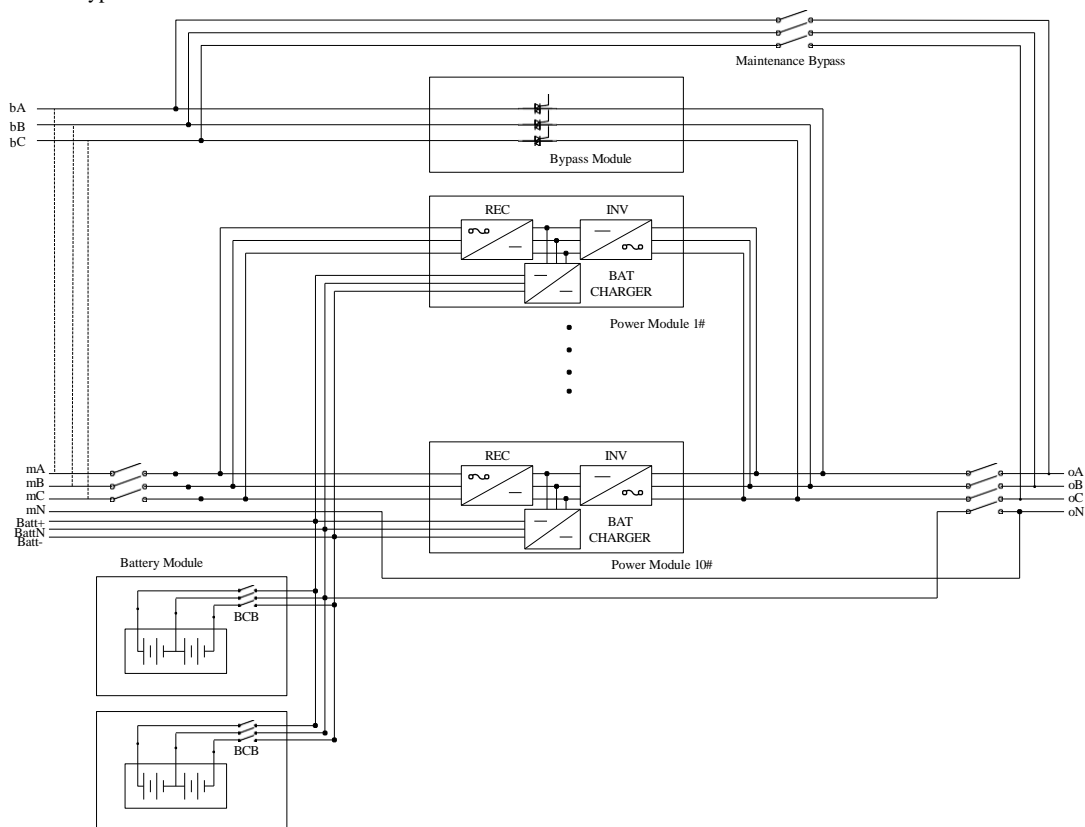 Maintenance Bypass
bA
bB
bC
Bypass Module
REC
INV
BAT
CHARGER
Power Module 1#
mA
mB
mC
mN
Batt+
BattN
Batt-
REC
INV
BAT
CHARGER
Power Module 10#
oA
oB
oC
oN
Battery Module
BCB
BCB